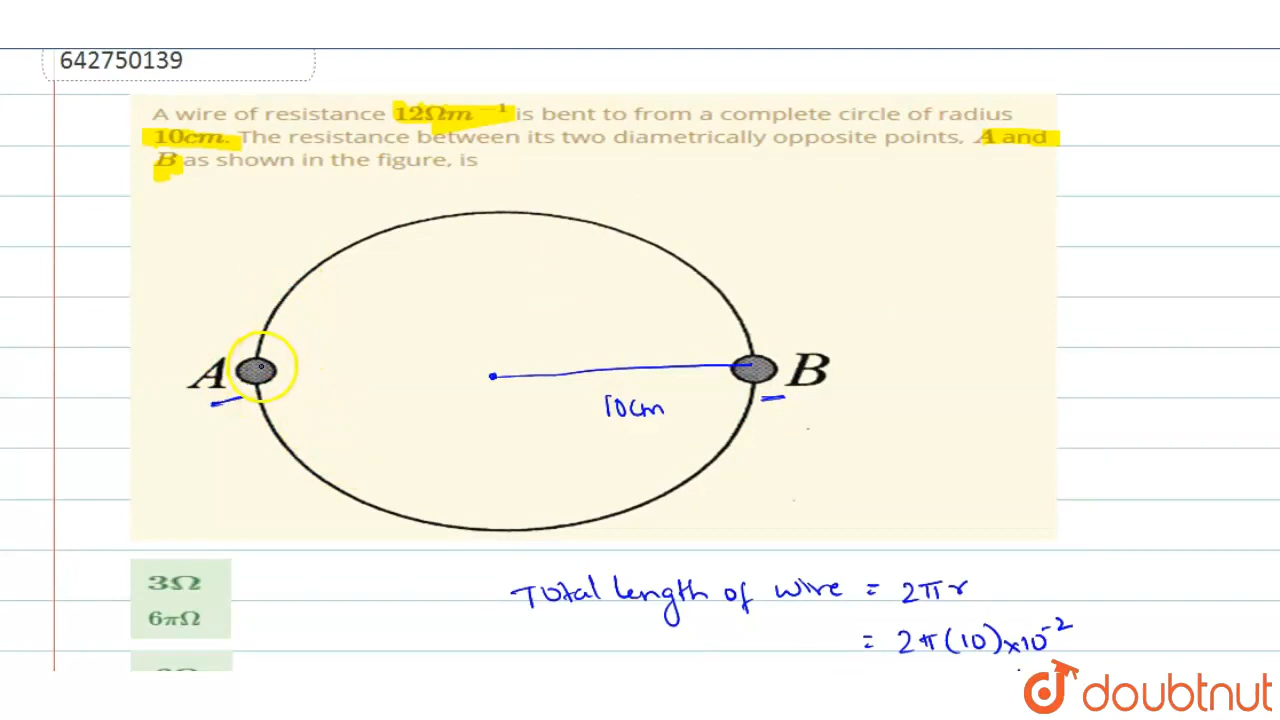 642750139
A wire of resistance 12Ωm⁻¹ is bent to from a complete circle of radius
10cm. The resistance between its two diametrically opposite points, A and
B as shown in the figure, is
A
B
10cm
3Ω
6πΩ
Total length of wire = 2πr
= 2π(10)×10⁻²
doubtnut